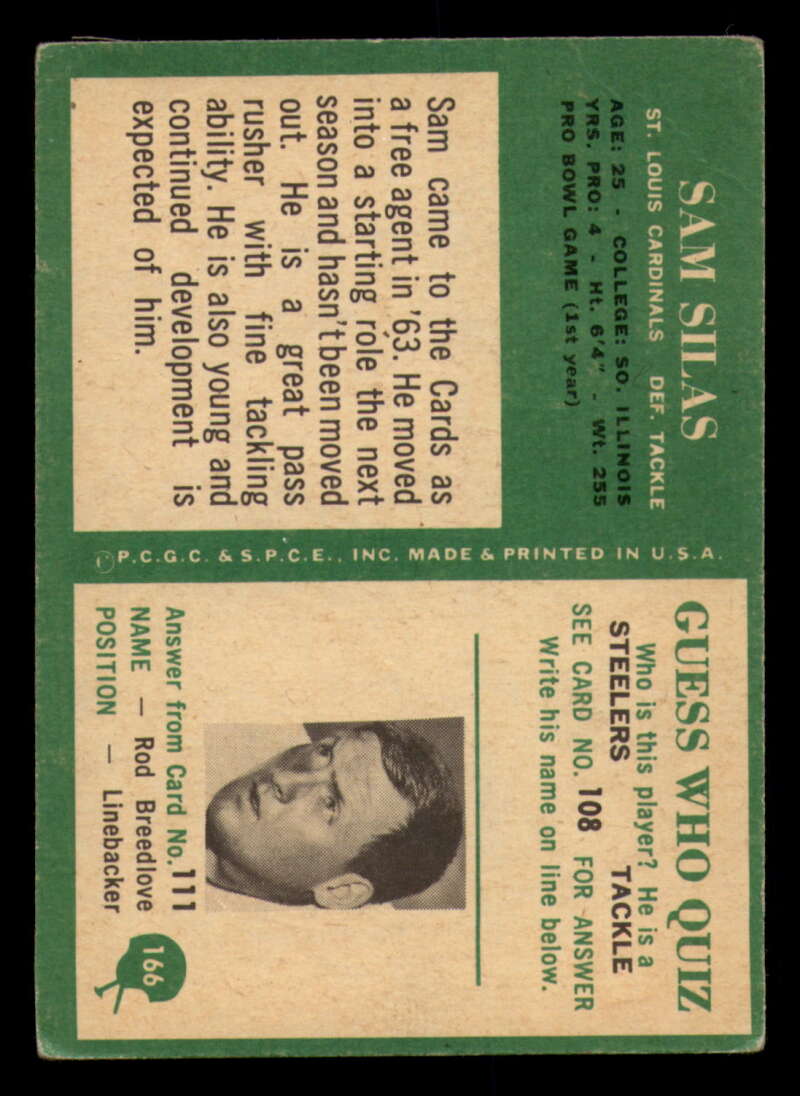 SAM SILAS
ST. LOUIS CARDINALS DEF. TACKLE
AGE: 25 - COLLEGE: SO. ILLINOIS
YRS. PRO: 4 - Ht. 6'4" - Wt. 255
PRO BOWL GAME (1st year)
Sam came to the Cards as
a free agent in '63. He moved
into a starting role the next
season and hasn't been moved
out. He is a great pass
rusher with fine tackling
ability. He is also young and
continued development is
expected of him.
©P.C.G.C. & S.P.C.E., INC. MADE & PRINTED IN U.S.A.
GUESS WHO QUIZ
Who is this player? He is a
STEELERS TACKLE
SEE CARD NO. 108 FOR ANSWER
Write his name on line below.
Answer from Card No. 111
NAME — Rod Breedlove
POSITION — Linebacker
166